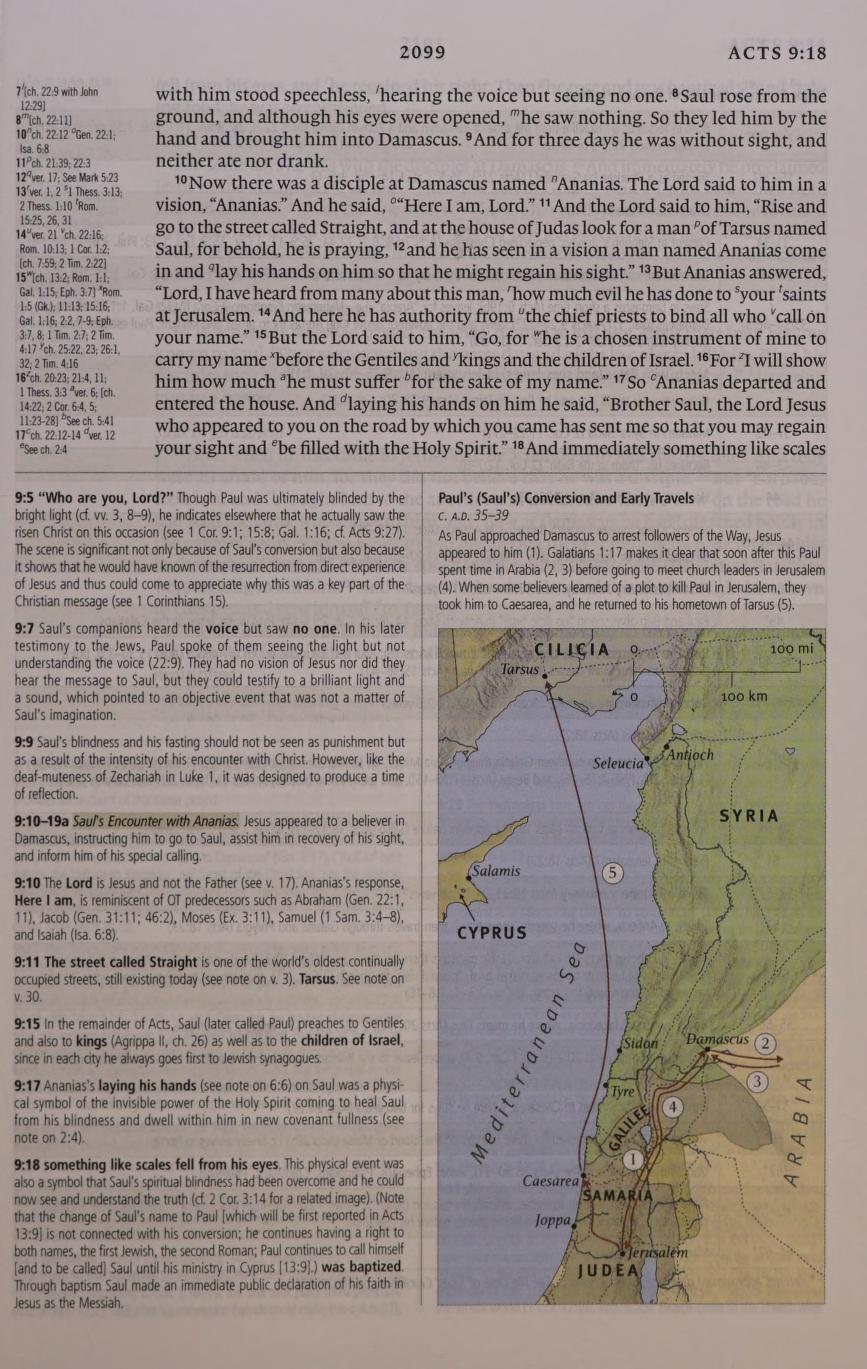 2099
ACTS 9:18
7 l[ch. 22:9 with John
12:29]
8 m[ch. 22:11]
10 n ch. 22:12 o Gen. 22:1;
Isa. 6:8
11 p ch. 21:39; 22:3
12 q ver. 17; See Mark 5:23
13 r ver. 1, 2 s 1 Thess. 3:13;
2 Thess. 1:10 t Rom.
15:25, 26, 31
14 u ver. 21 v ch. 22:16;
Rom. 10:13; 1 Cor. 1:2;
[ch. 7:59; 2 Tim. 2:22]
15 w [ch. 13:2; Rom. 1:1;
Gal. 1:15; Eph. 3:7] x Rom.
1:5 (Gk.); 11:13; 15:16;
Gal. 1:16; 2:2, 7-9; Eph.
3:7, 8; 1 Tim. 2:7; 2 Tim.
4:17 y ch. 25:22, 23; 26:1,
32; 2 Tim. 4:16
16 z ch. 20:23; 21:4, 11;
1 Thess. 3:3 a ver. 6; [ch.
14:22; 2 Cor. 6:4, 5;
11:23-28] b See ch. 5:41
17 c ch. 22:12-14 d ver. 12
e See ch. 2:4
with him stood speechless, l hearing the voice but seeing no one. 8 Saul rose from the
ground, and although his eyes were opened, m he saw nothing. So they led him by the
hand and brought him into Damascus. 9 And for three days he was without sight, and
neither ate nor drank.
10 Now there was a disciple at Damascus named n Ananias. The Lord said to him in a
vision, “Ananias.” And he said, o “Here I am, Lord.” 11 And the Lord said to him, “Rise and
go to the street called Straight, and at the house of Judas look for a man p of Tarsus named
Saul, for behold, he is praying, 12 and he has seen in a vision a man named Ananias come
in and q lay his hands on him so that he might regain his sight.” 13 But Ananias answered,
“Lord, I have heard from many about this man, r how much evil he has done to s your t saints
at Jerusalem. 14 And here he has authority from u the chief priests to bind all who v call on
your name.” 15 But the Lord said to him, “Go, for w he is a chosen instrument of mine to
carry my name x before the Gentiles and y kings and the children of Israel. 16 For z I will show
him how much a he must suffer b for the sake of my name.” 17 So c Ananias departed and
entered the house. And d laying his hands on him he said, “Brother Saul, the Lord Jesus
who appeared to you on the road by which you came has sent me so that you may regain
your sight and e be filled with the Holy Spirit.” 18 And immediately something like scales
9:5 “Who are you, Lord?” Though Paul was ultimately blinded by the
bright light (cf. vv. 3, 8–9), he indicates elsewhere that he actually saw the
risen Christ on this occasion (see 1 Cor. 9:1; 15:8; Gal. 1:16; cf. Acts 9:27).
The scene is significant not only because of Saul's conversion but also because
it shows that he would have known of the resurrection from direct experience
of Jesus and thus could come to appreciate why this was a key part of the
Christian message (see 1 Corinthians 15).
9:7 Saul's companions heard the voice but saw no one. In his later
testimony to the Jews, Paul spoke of them seeing the light but not
understanding the voice (22:9). They had no vision of Jesus nor did they
hear the message to Saul, but they could testify to a brilliant light and
a sound, which pointed to an objective event that was not a matter of
Saul's imagination.
9:9 Saul's blindness and his fasting should not be seen as punishment but
as a result of the intensity of his encounter with Christ. However, like the
deaf-muteness of Zechariah in Luke 1, it was designed to produce a time
of reflection.
9:10–19a Saul's Encounter with Ananias. Jesus appeared to a believer in
Damascus, instructing him to go to Saul, assist him in recovery of his sight,
and inform him of his special calling.
9:10 The Lord is Jesus and not the Father (see v. 17). Ananias's response,
Here I am, is reminiscent of OT predecessors such as Abraham (Gen. 22:1,
11), Jacob (Gen. 31:11; 46:2), Moses (Ex. 3:11), Samuel (1 Sam. 3:4–8),
and Isaiah (Isa. 6:8).
9:11 The street called Straight is one of the world's oldest continually
occupied streets, still existing today (see note on v. 3). Tarsus. See note on
v. 30.
9:15 In the remainder of Acts, Saul (later called Paul) preaches to Gentiles
and also to kings (Agrippa II, ch. 26) as well as to the children of Israel,
since in each city he always goes first to Jewish synagogues.
9:17 Ananias's laying his hands (see note on 6:6) on Saul was a physi-
cal symbol of the invisible power of the Holy Spirit coming to heal Saul
from his blindness and dwell within him in new covenant fullness (see
note on 2:4).
9:18 something like scales fell from his eyes. This physical event was
also a symbol that Saul's spiritual blindness had been overcome and he could
now see and understand the truth (cf. 2 Cor. 3:14 for a related image). (Note
that the change of Saul's name to Paul [which will be first reported in Acts
13:9] is not connected with his conversion; he continues having a right to
both names, the first Jewish, the second Roman; Paul continues to call himself
[and to be called] Saul until his ministry in Cyprus [13:9].) was baptized.
Through baptism Saul made an immediate public declaration of his faith in
Jesus as the Messiah.
Paul's (Saul's) Conversion and Early Travels
C. A.D. 35–39
As Paul approached Damascus to arrest followers of the Way, Jesus
appeared to him (1). Galatians 1:17 makes it clear that soon after this Paul
spent time in Arabia (2, 3) before going to meet church leaders in Jerusalem
(4). When some believers learned of a plot to kill Paul in Jerusalem, they
took him to Caesarea, and he returned to his hometown of Tarsus (5).
CILICIA
0
100 mi
Tarsus
0
100 km
Antioch
Seleucia
SYRIA
Salamis
5
CYPRUS
Mediterranean Sea
Sidon
Damascus
2
3
Tyre
4
GALILEE
ARABIA
1
Caesarea
SAMARIA
Joppa
Jerusalem
JUDEA